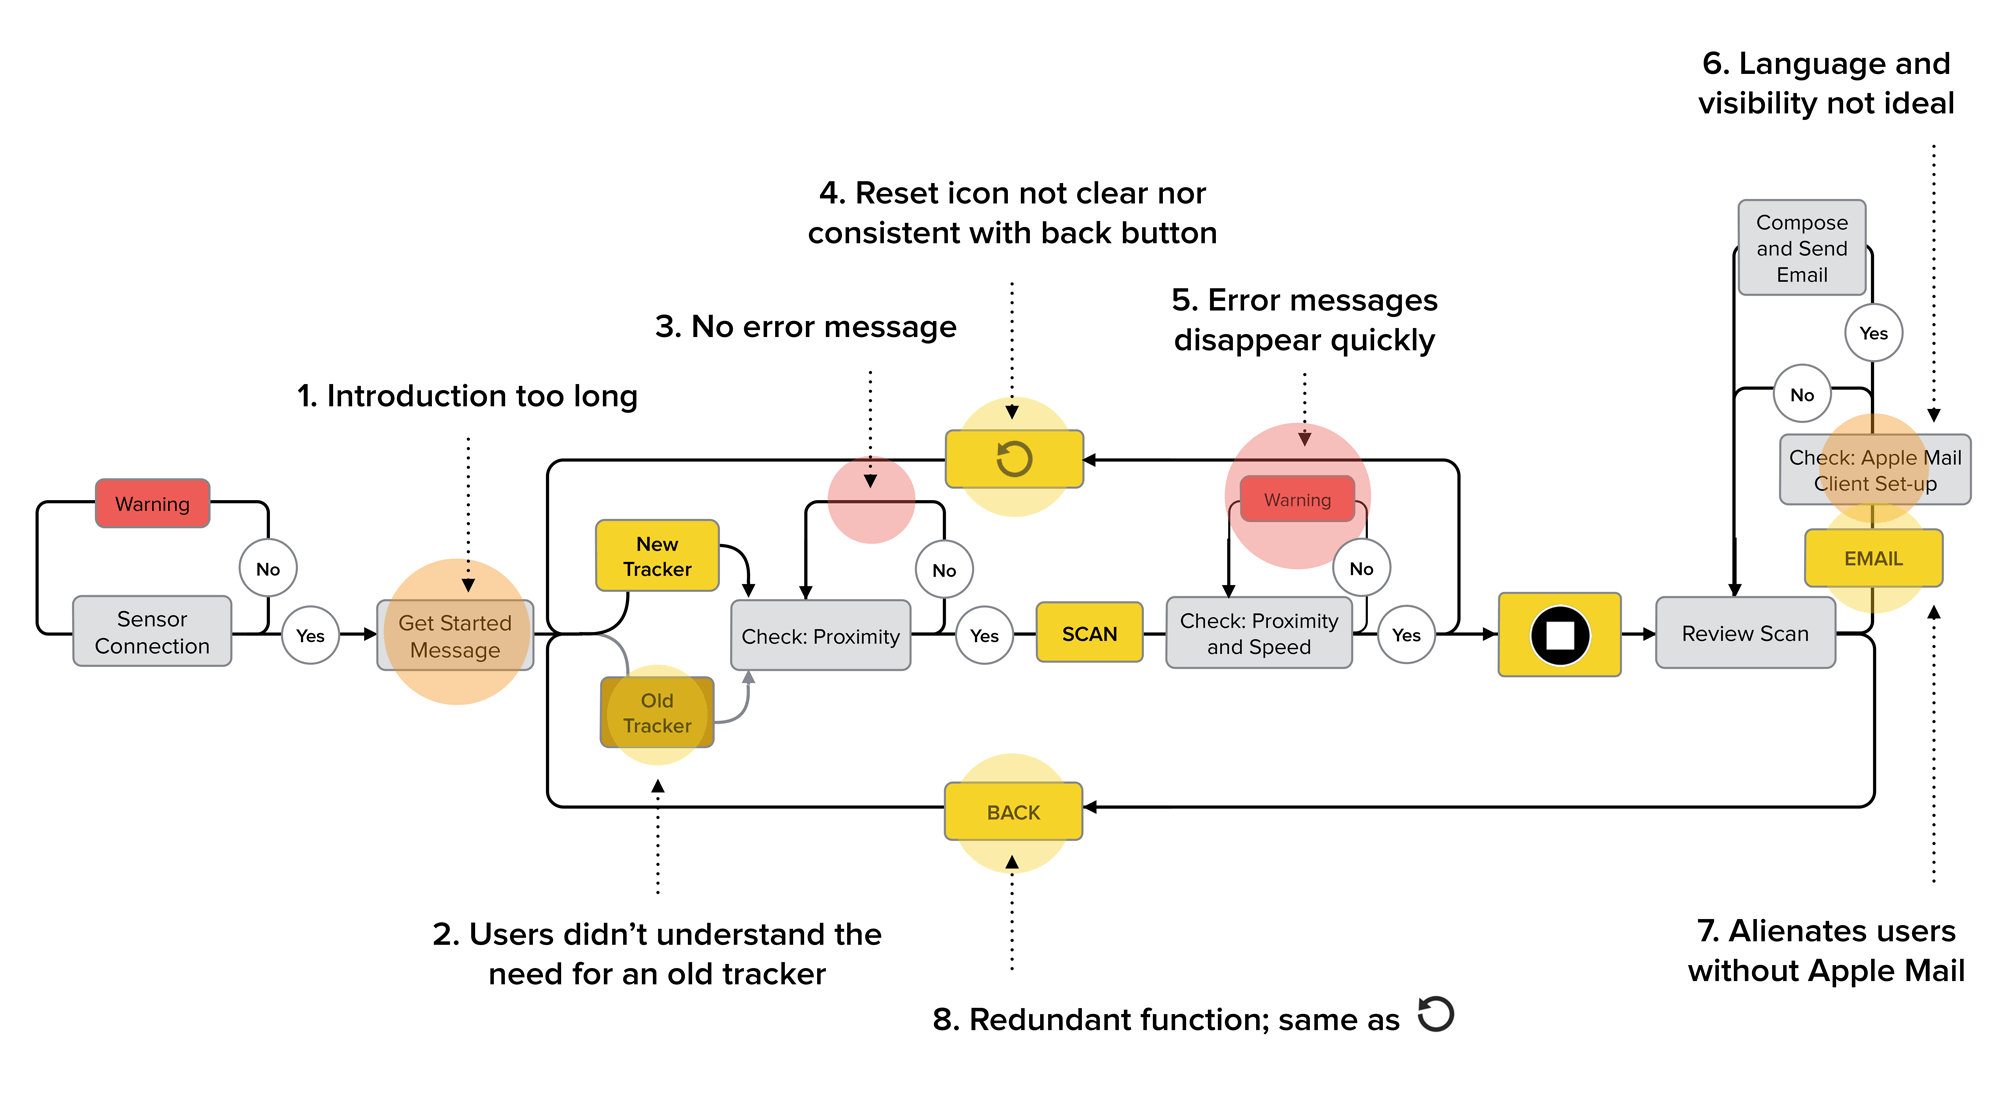 6. Language and
visibility not ideal
4. Reset icon not clear nor
consistent with back button
Compose
and Send
Email
5. Error messages
disappear quickly
3. No error message
Yes
1. Introduction too long
No
Check: Apple Mail
Client Set-up
Warning
Warning
New
Tracker
EMAIL
No
No
No
Sensor
Connection
Yes
Get Started
Message
Check: Proximity
Yes
SCAN
Check: Proximity
and Speed
Yes
Review Scan
Old
Tracker
BACK
2. Users didn’t understand the
need for an old tracker
7. Alienates users
without Apple Mail
8. Redundant function; same as